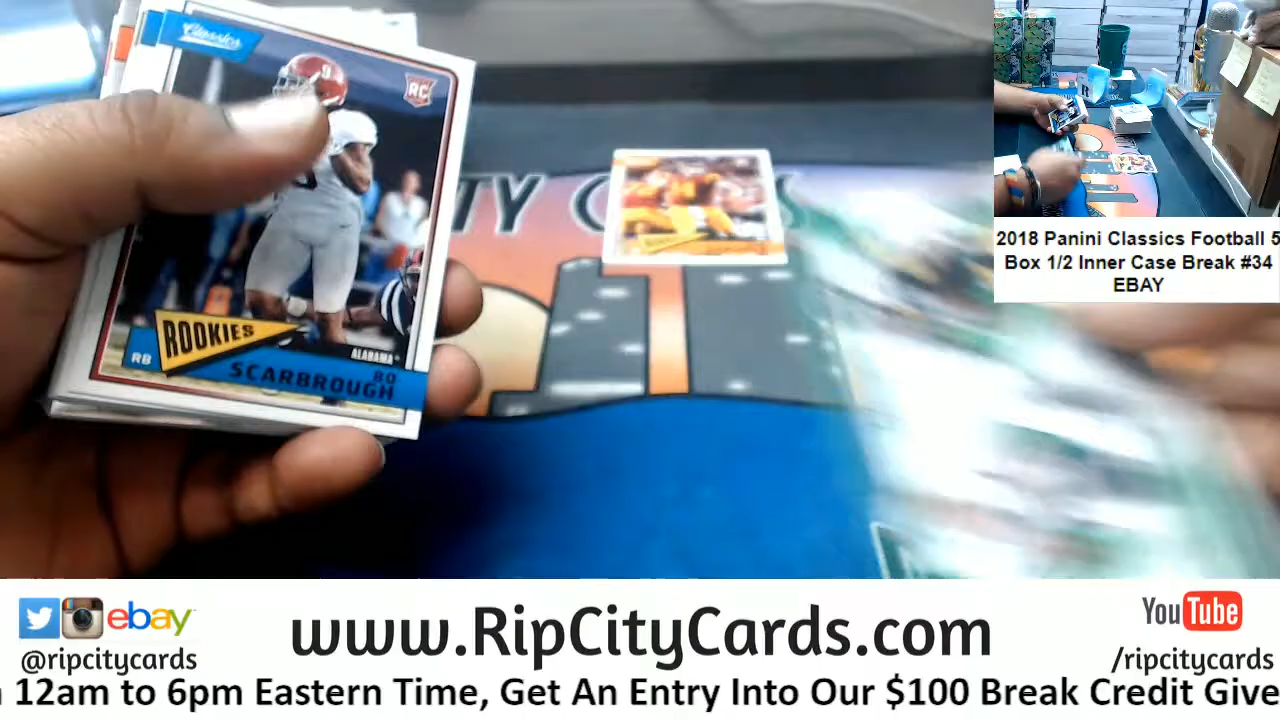 Classics
RC
ROOKIES
RB
ALABAMA
BO
SCARBROUGH
TY C
2018 Panini Classics Football 5
Box 1/2 Inner Case Break #34
EBAY
ebay
@ripcitycards
www.RipCityCards.com
YouTube
/ripcitycards
12am to 6pm Eastern Time, Get An Entry Into Our $100 Break Credit Give